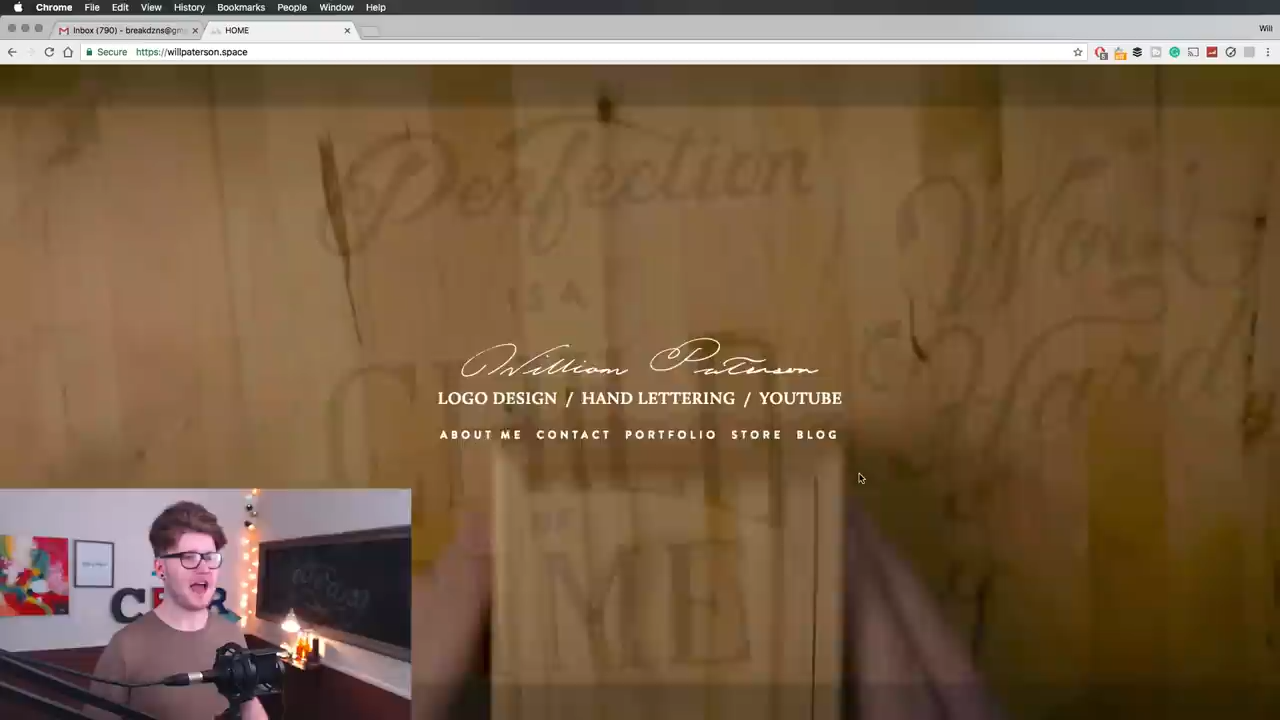 Chrome File Edit View History Bookmarks People Window Help
Inbox (790) - breakdzns@gm
HOME
Will
Secure https://willpaterson.space
Perfection
IS A
William Paterson
LOGO DESIGN / HAND LETTERING / YOUTUBE
ABOUT ME CONTACT PORTFOLIO STORE BLOG
ME